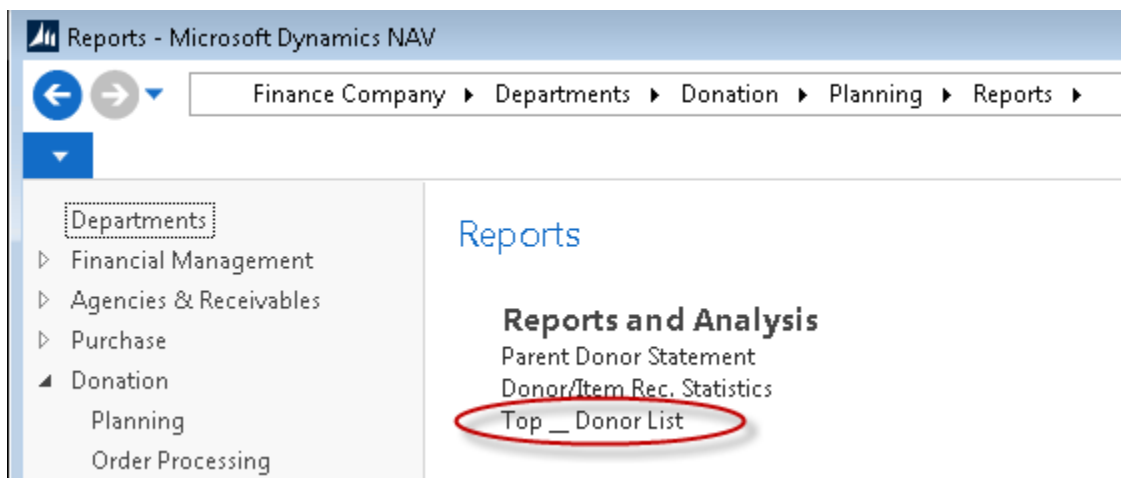 Reports - Microsoft Dynamics NAV
Finance Company ▸ Departments ▸ Donation ▸ Planning ▸ Reports ▸
Departments
Financial Management
Agencies & Receivables
Purchase
Donation
Planning
Order Processing
Reports
Reports and Analysis
Parent Donor Statement
Donor/Item Rec. Statistics
Top __ Donor List